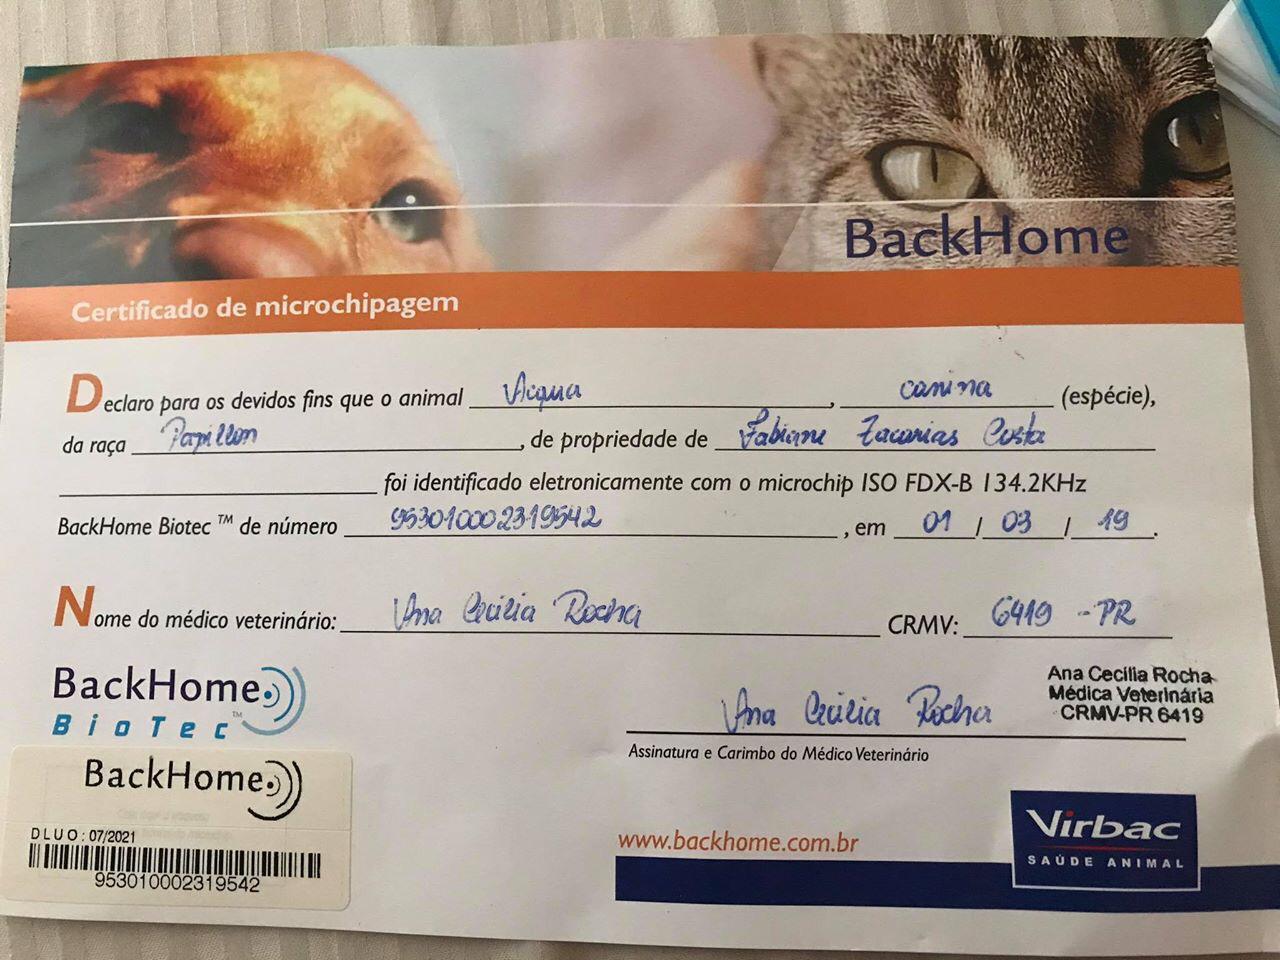 BackHome
Certificado de microchipagem
Declaro para os devidos fins que o animal Acqua, canina (espécie),
da raça Papillon, de propriedade de Fabiane Zacarias Costa
foi identificado eletronicamente com o microchip ISO FDX-B 134.2KHz
BackHome Biotec ™ de número 953010002319542, em 01 / 03 / 19.
Nome do médico veterinário: Ana Cecília Rocha CRMV: 6419 - PR
BackHome
BioTec™
Ana Cecília Rocha
Médica Veterinária
CRMV-PR 6419
Ana Cecília Rocha
Assinatura e Carimbo do Médico Veterinário
BackHome
DLUO: 07/2021
953010002319542
www.backhome.com.br
Virbac
SAÚDE ANIMAL